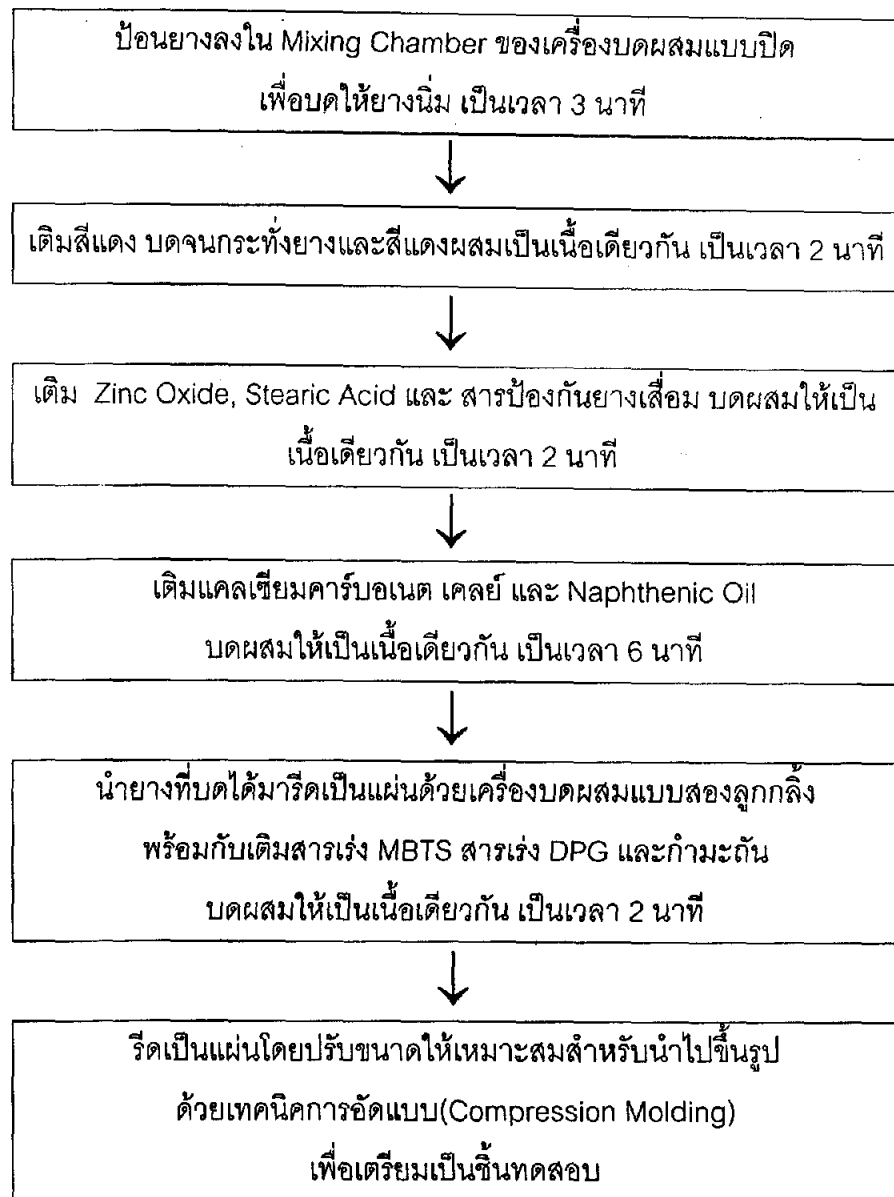 ป้อนยางลงใน Mixing Chamber ของเครื่องบดผสมแบบปิด
เพื่อบดให้ยางนิ่ม เป็นเวลา 3 นาที
เติมสีแดง บดจนกระทั่งยางและสีแดงผสมเป็นเนื้อเดียวกัน เป็นเวลา 2 นาที
เติม Zinc Oxide, Stearic Acid และ สารป้องกันยางเสื่อม บดผสมให้เป็น
เนื้อเดียวกัน เป็นเวลา 2 นาที
เติมแคลเซียมคาร์บอเนต เคลย์ และ Naphthenic Oil
บดผสมให้เป็นเนื้อเดียวกัน เป็นเวลา 6 นาที
นำยางที่บดได้มารีดเป็นแผ่นด้วยเครื่องบดผสมแบบสองลูกกลิ้ง
พร้อมกับเติมสารเร่ง MBTS สารเร่ง DPG และกำมะถัน
บดผสมให้เป็นเนื้อเดียวกัน เป็นเวลา 2 นาที
รีดเป็นแผ่นโดยปรับขนาดให้เหมาะสมสำหรับนำไปขึ้นรูป
ด้วยเทคนิคการอัดแบบ(Compression Molding)
เพื่อเตรียมเป็นชิ้นทดสอบ